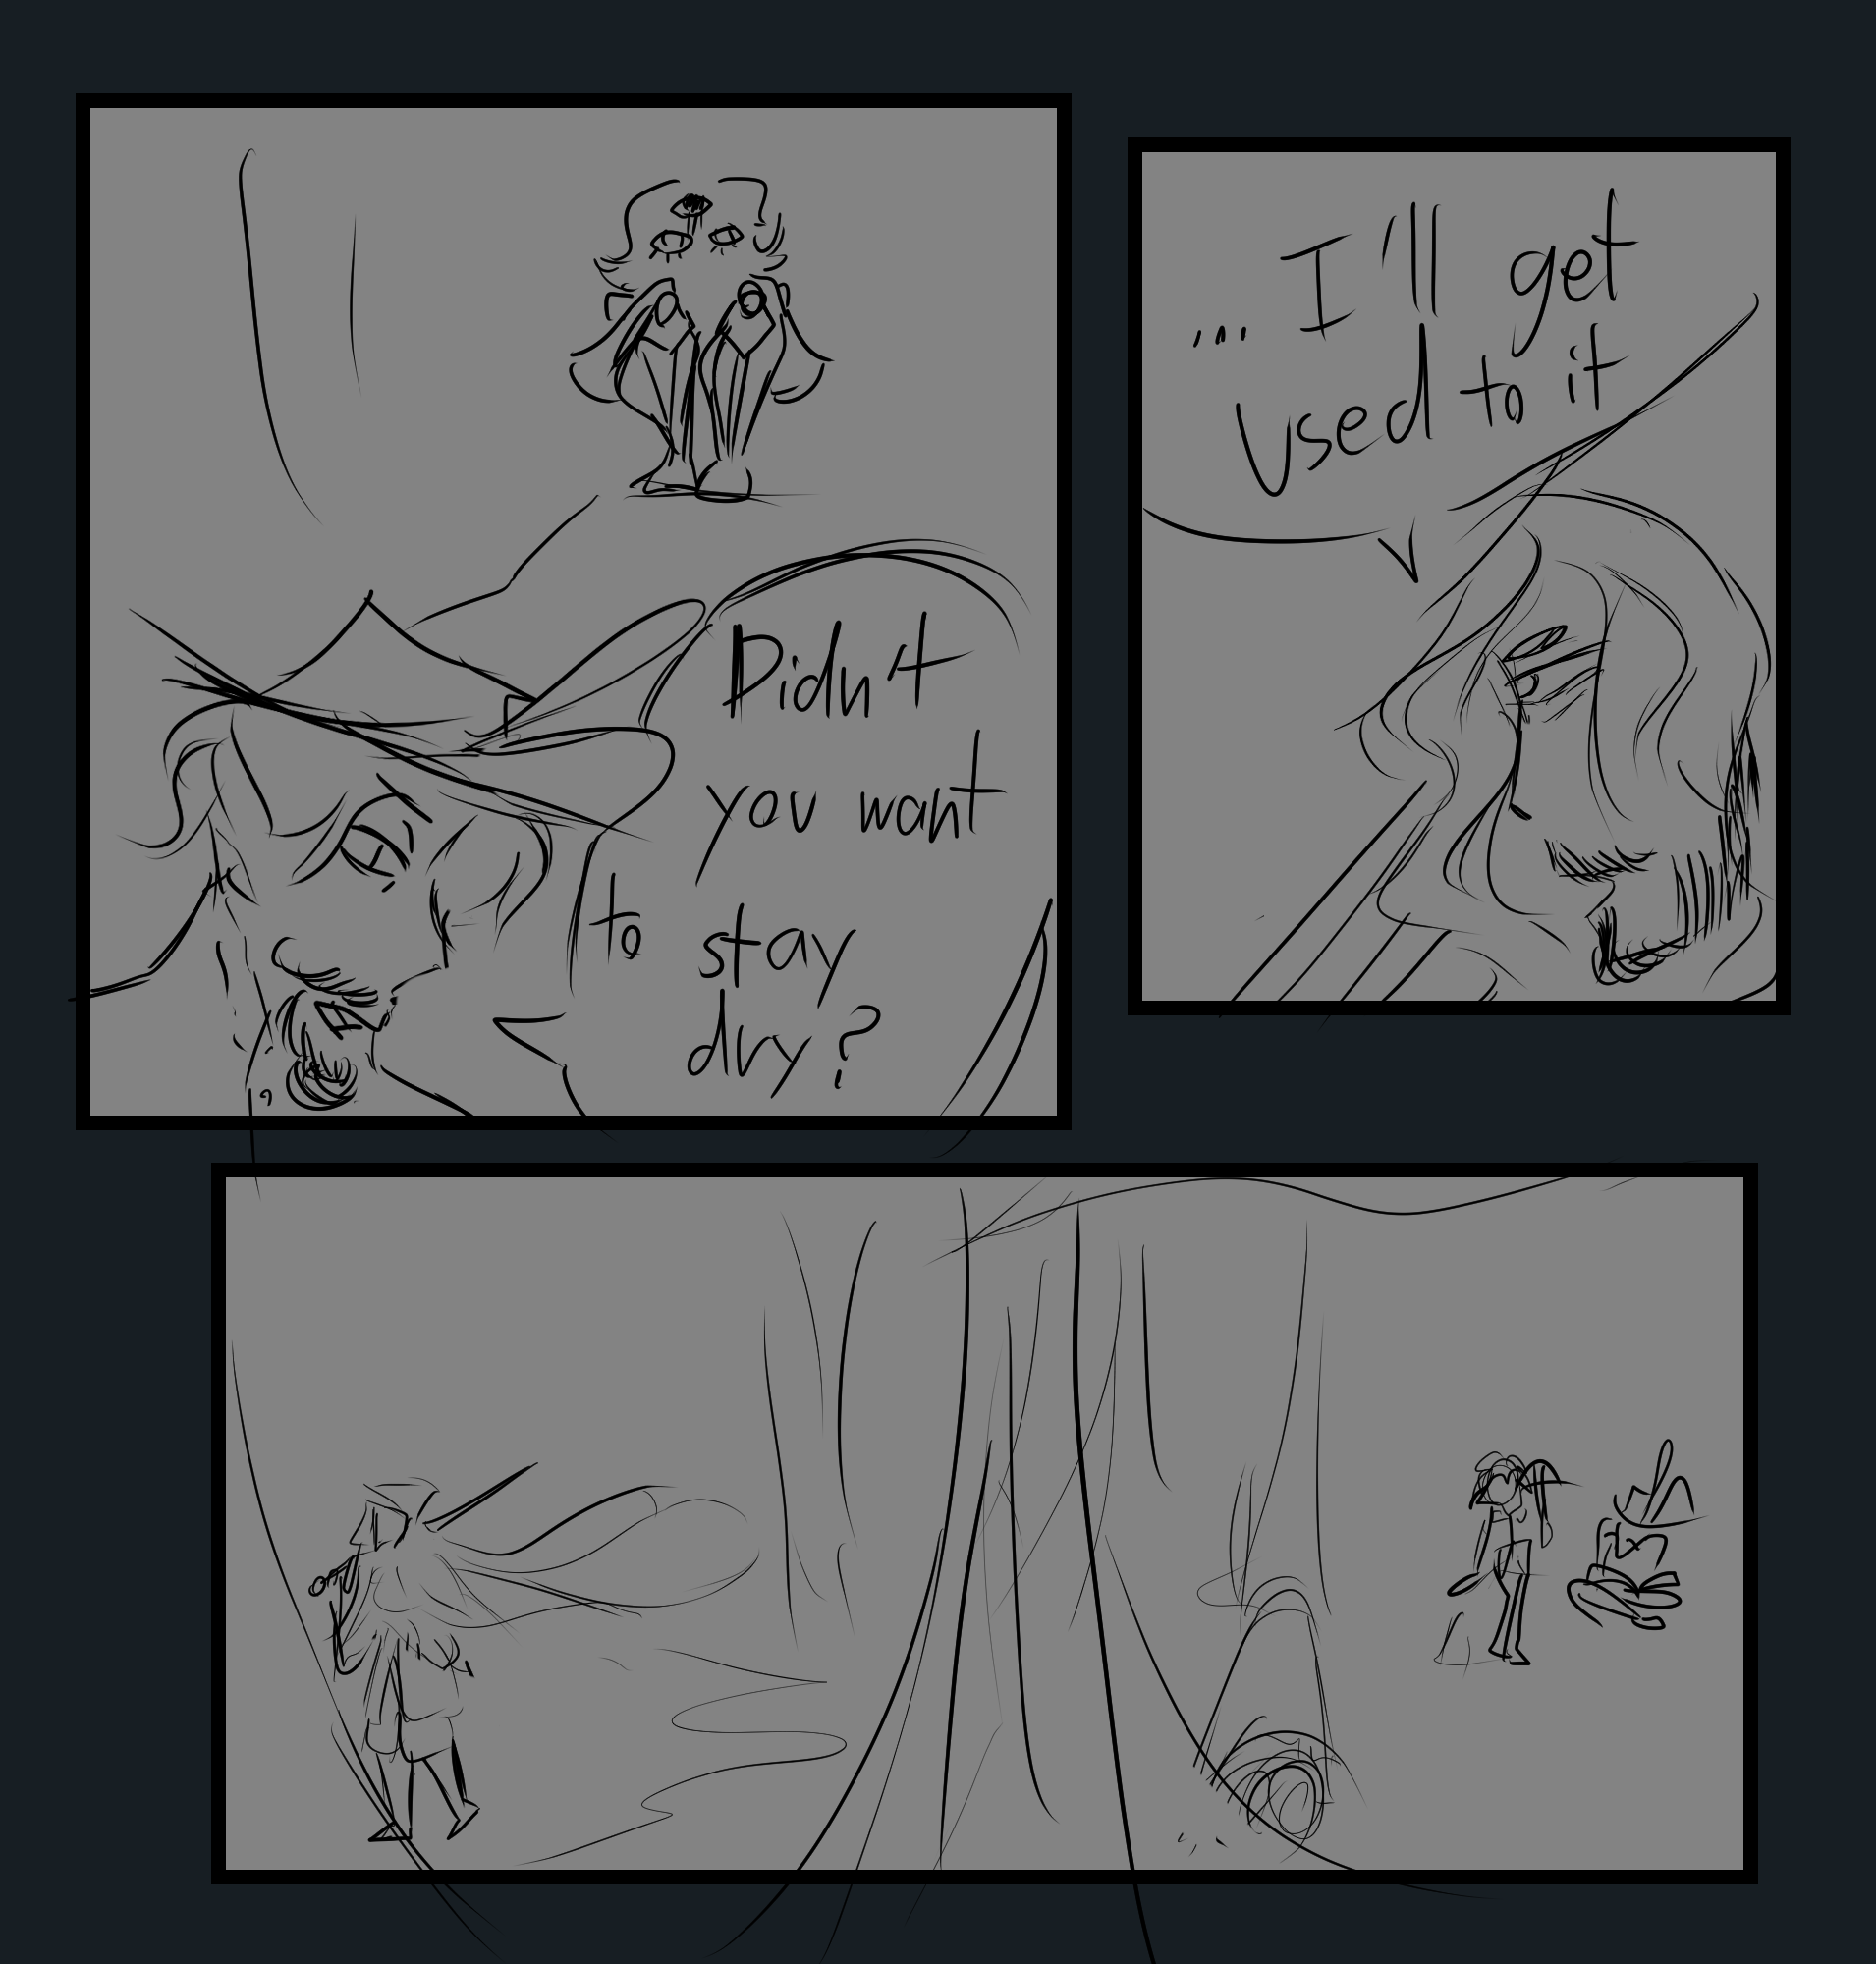 Didn't
you want
to stay
dry?
... I'll get
used to it